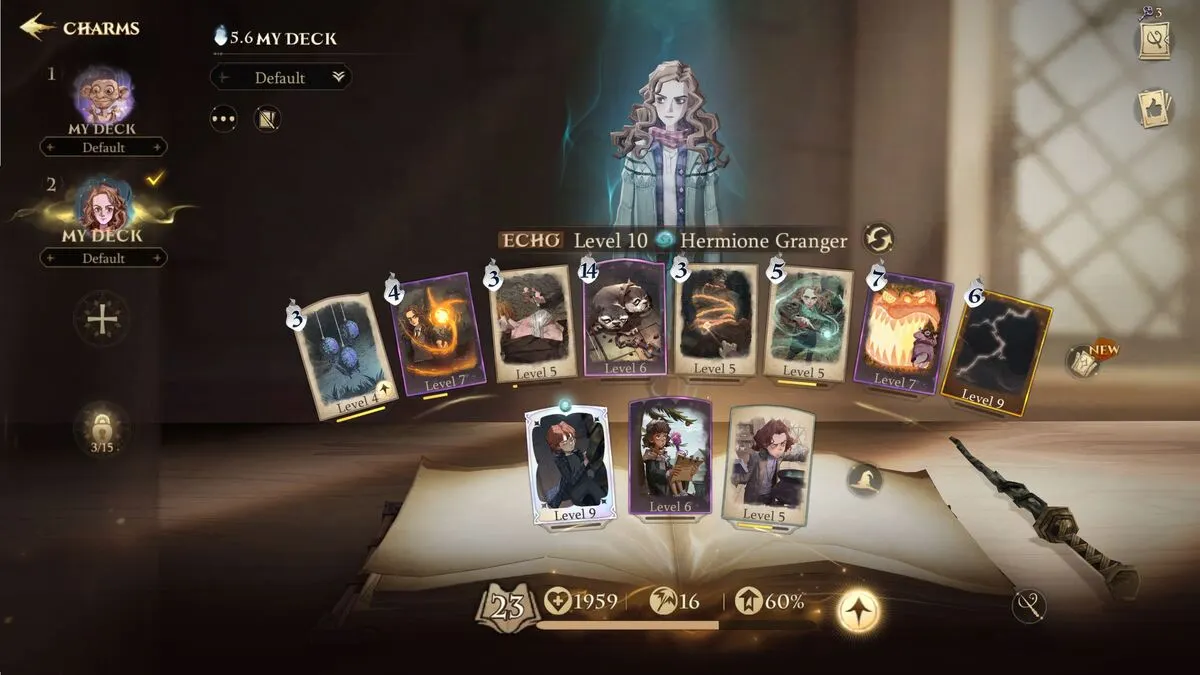 CHARMS
1
MY DECK
Default
2
MY DECK
Default
3/15
5.6 MY DECK
Default
3
ECHO Level 10 Hermione Granger
3
Level 4
4
Level 7
3
Level 5
14
Level 6
3
Level 5
5
Level 5
7
Level 7
6
Level 9
NEW
Level 9
Level 6
Level 5
23
1959
16
60%